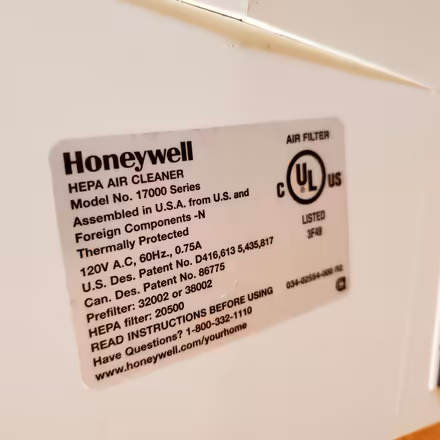 Honeywell
HEPA AIR CLEANER
Model No. 17000 Series
Assembled in U.S.A. from U.S. and
Foreign Components -N
Thermally Protected
120V A.C, 60Hz., 0.75A
U.S. Des. Patent No. D416,613 5,435,817
Can. Des. Patent No. 86775
Prefilter: 32002 or 38002
HEPA filter: 20500
READ INSTRUCTIONS BEFORE USING
Have Questions? 1-800-332-1110
www.honeywell.com/yourhome
AIR FILTER
C UL US
LISTED
3F49